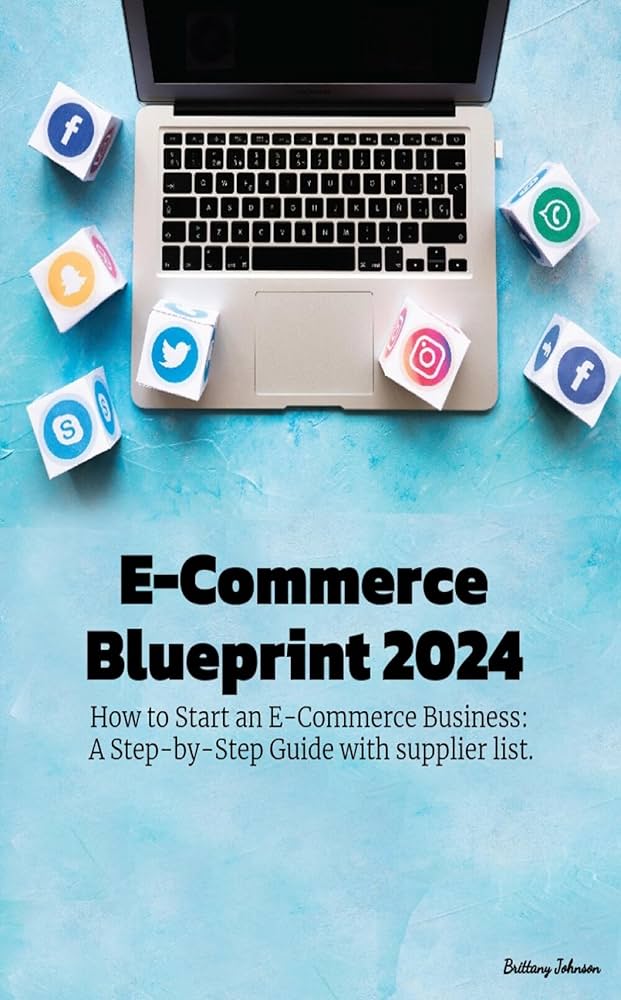 E-Commerce
Blueprint 2024
How to Start an E-Commerce Business:
A Step-by-Step Guide with supplier list.
Brittany Johnson